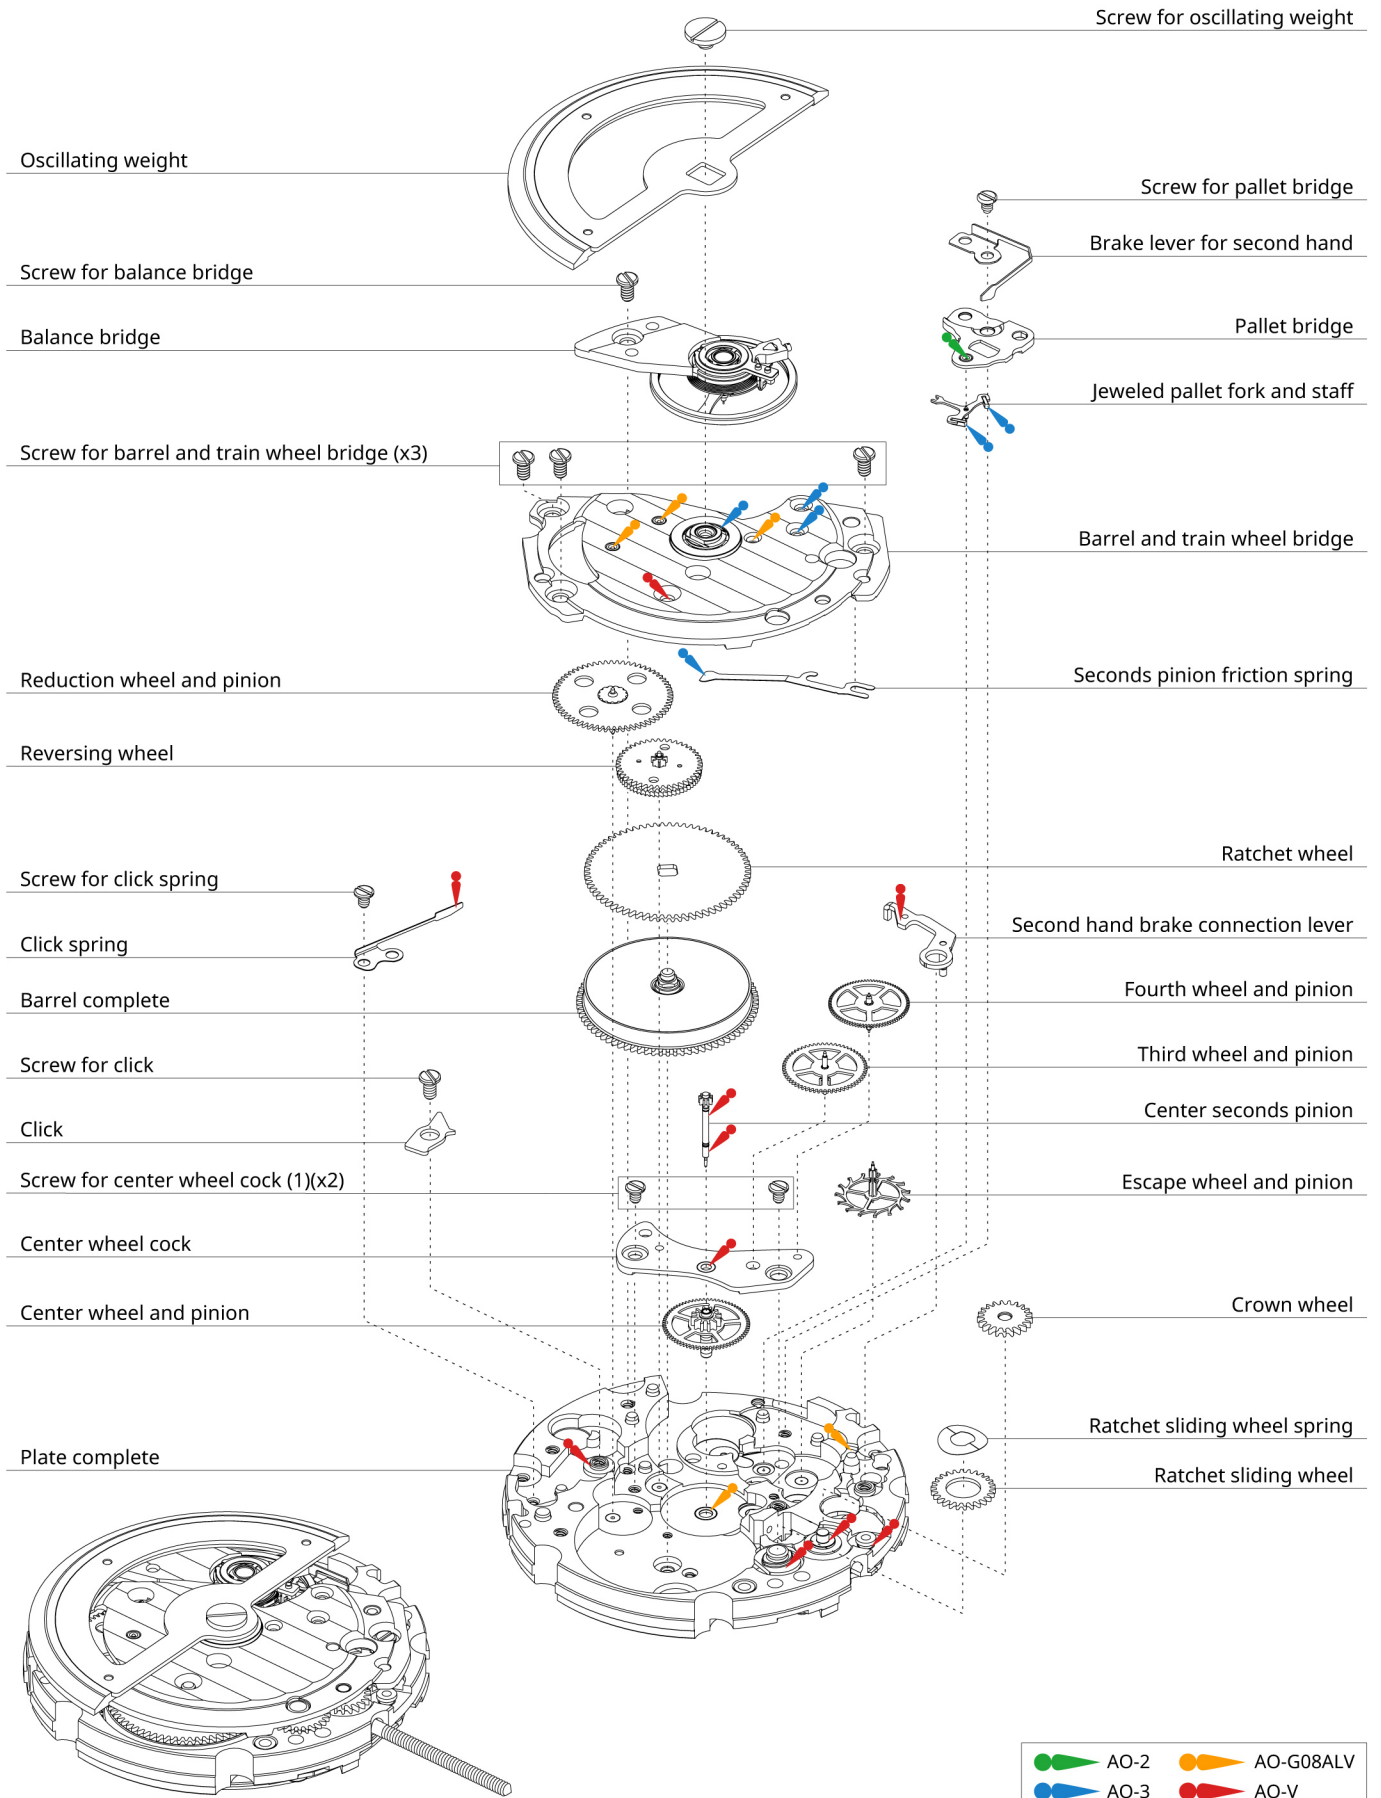 Screw for oscillating weight
Oscillating weight
Screw for pallet bridge
Brake lever for second hand
Screw for balance bridge
Pallet bridge
Balance bridge
Jeweled pallet fork and staff
Screw for barrel and train wheel bridge (x3)
Barrel and train wheel bridge
Seconds pinion friction spring
Reduction wheel and pinion
Reversing wheel
Ratchet wheel
Screw for click spring
Second hand brake connection lever
Click spring
Fourth wheel and pinion
Barrel complete
Third wheel and pinion
Screw for click
Center seconds pinion
Click
Screw for center wheel cock (1)(x2)
Escape wheel and pinion
Center wheel cock
Crown wheel
Center wheel and pinion
Ratchet sliding wheel spring
Plate complete
Ratchet sliding wheel
AO-2 AO-G08ALV
AO-3 AO-V